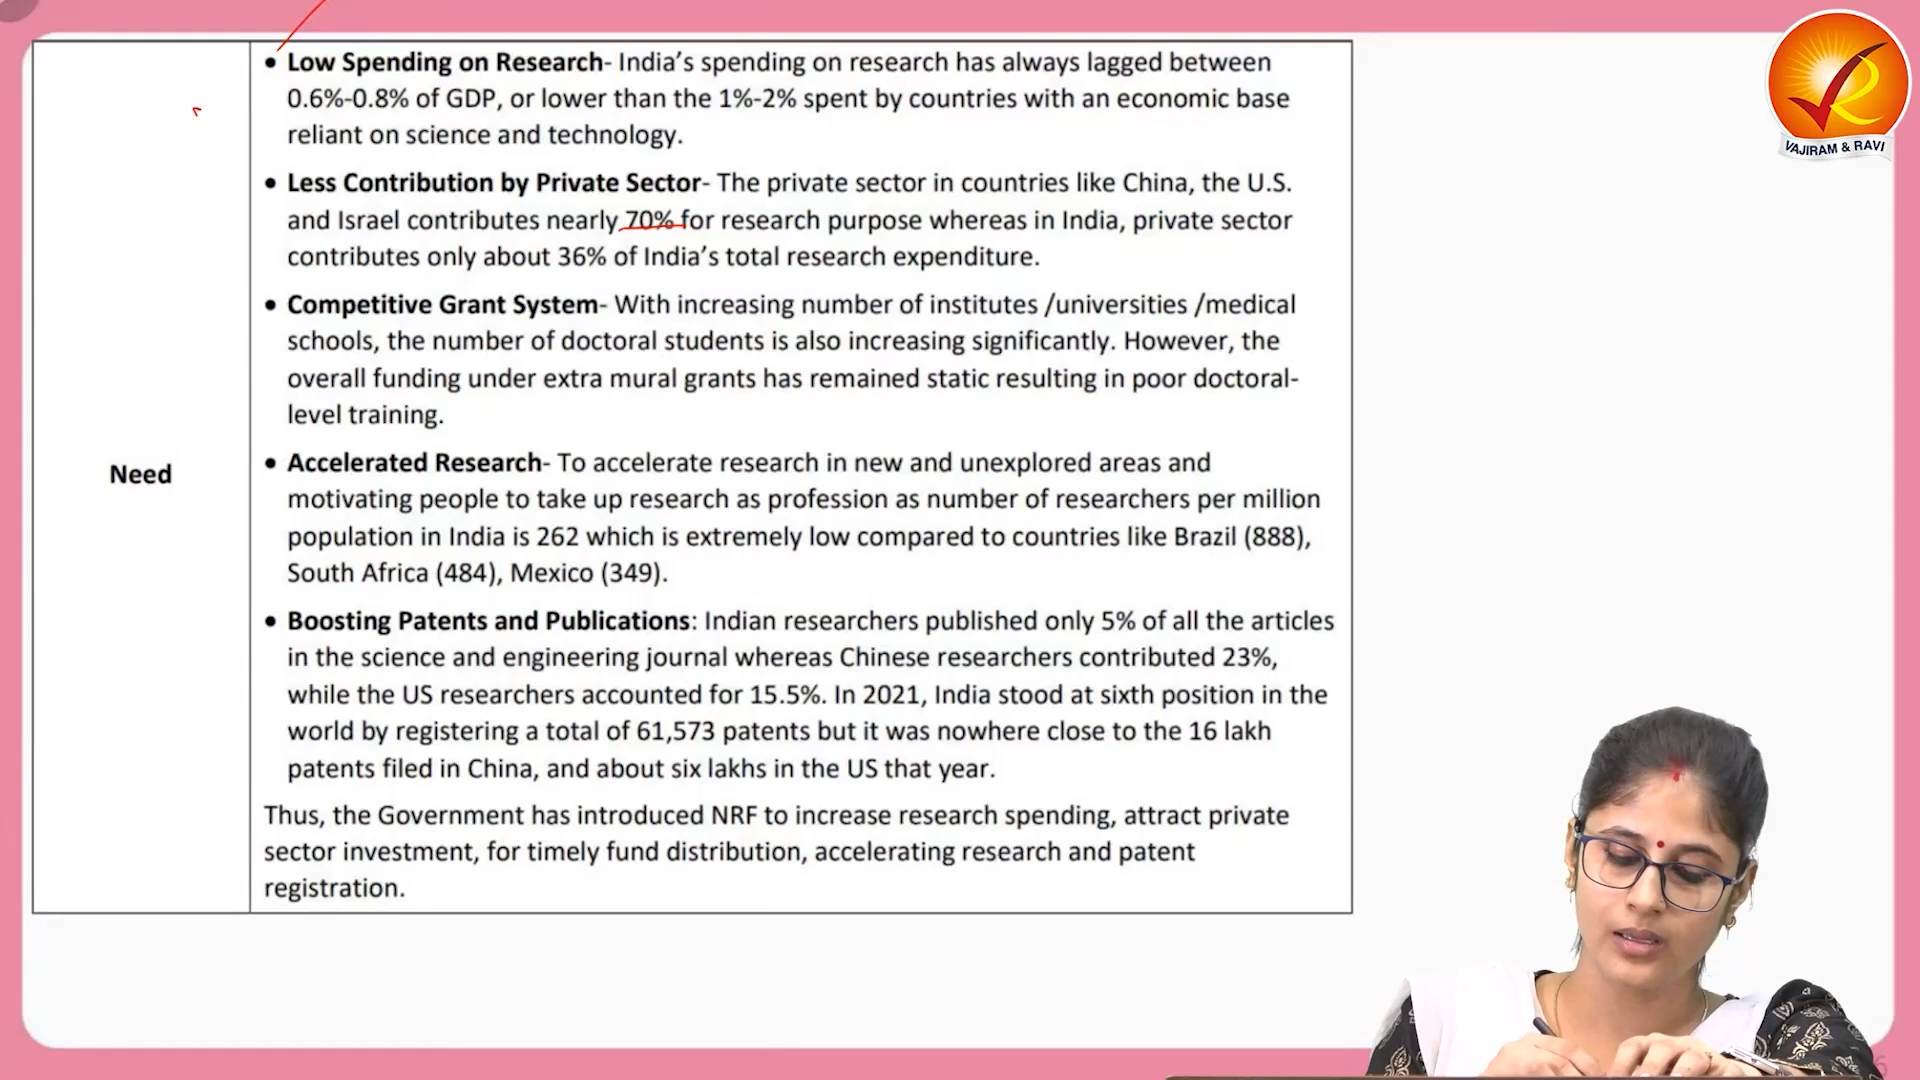 • Low Spending on Research- India’s spending on research has always lagged between
0.6%-0.8% of GDP, or lower than the 1%-2% spent by countries with an economic base
reliant on science and technology.
• Less Contribution by Private Sector- The private sector in countries like China, the U.S.
and Israel contributes nearly 70% for research purpose whereas in India, private sector
contributes only about 36% of India’s total research expenditure.
• Competitive Grant System- With increasing number of institutes /universities /medical
schools, the number of doctoral students is also increasing significantly. However, the
overall funding under extra mural grants has remained static resulting in poor doctoral-
level training.
Need
• Accelerated Research- To accelerate research in new and unexplored areas and
motivating people to take up research as profession as number of researchers per million
population in India is 262 which is extremely low compared to countries like Brazil (888),
South Africa (484), Mexico (349).
• Boosting Patents and Publications: Indian researchers published only 5% of all the articles
in the science and engineering journal whereas Chinese researchers contributed 23%,
while the US researchers accounted for 15.5%. In 2021, India stood at sixth position in the
world by registering a total of 61,573 patents but it was nowhere close to the 16 lakh
patents filed in China, and about six lakhs in the US that year.
Thus, the Government has introduced NRF to increase research spending, attract private
sector investment, for timely fund distribution, accelerating research and patent
registration.
VAJIRAM & RAVI